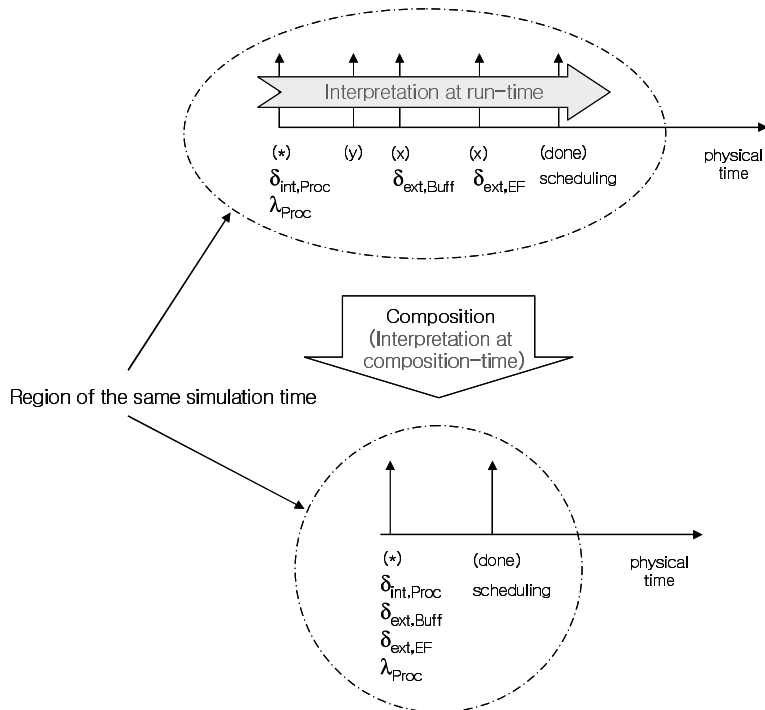 Interpretation at run-time
(*) (y) (x) (x) (done)
physical time
δint,Proc δext,Buff δext,EF scheduling
λProc
Composition
(Interpretation at
composition-time)
Region of the same simulation time
(*) (done)
physical time
δint,Proc scheduling
δext,Buff
δext,EF
λProc